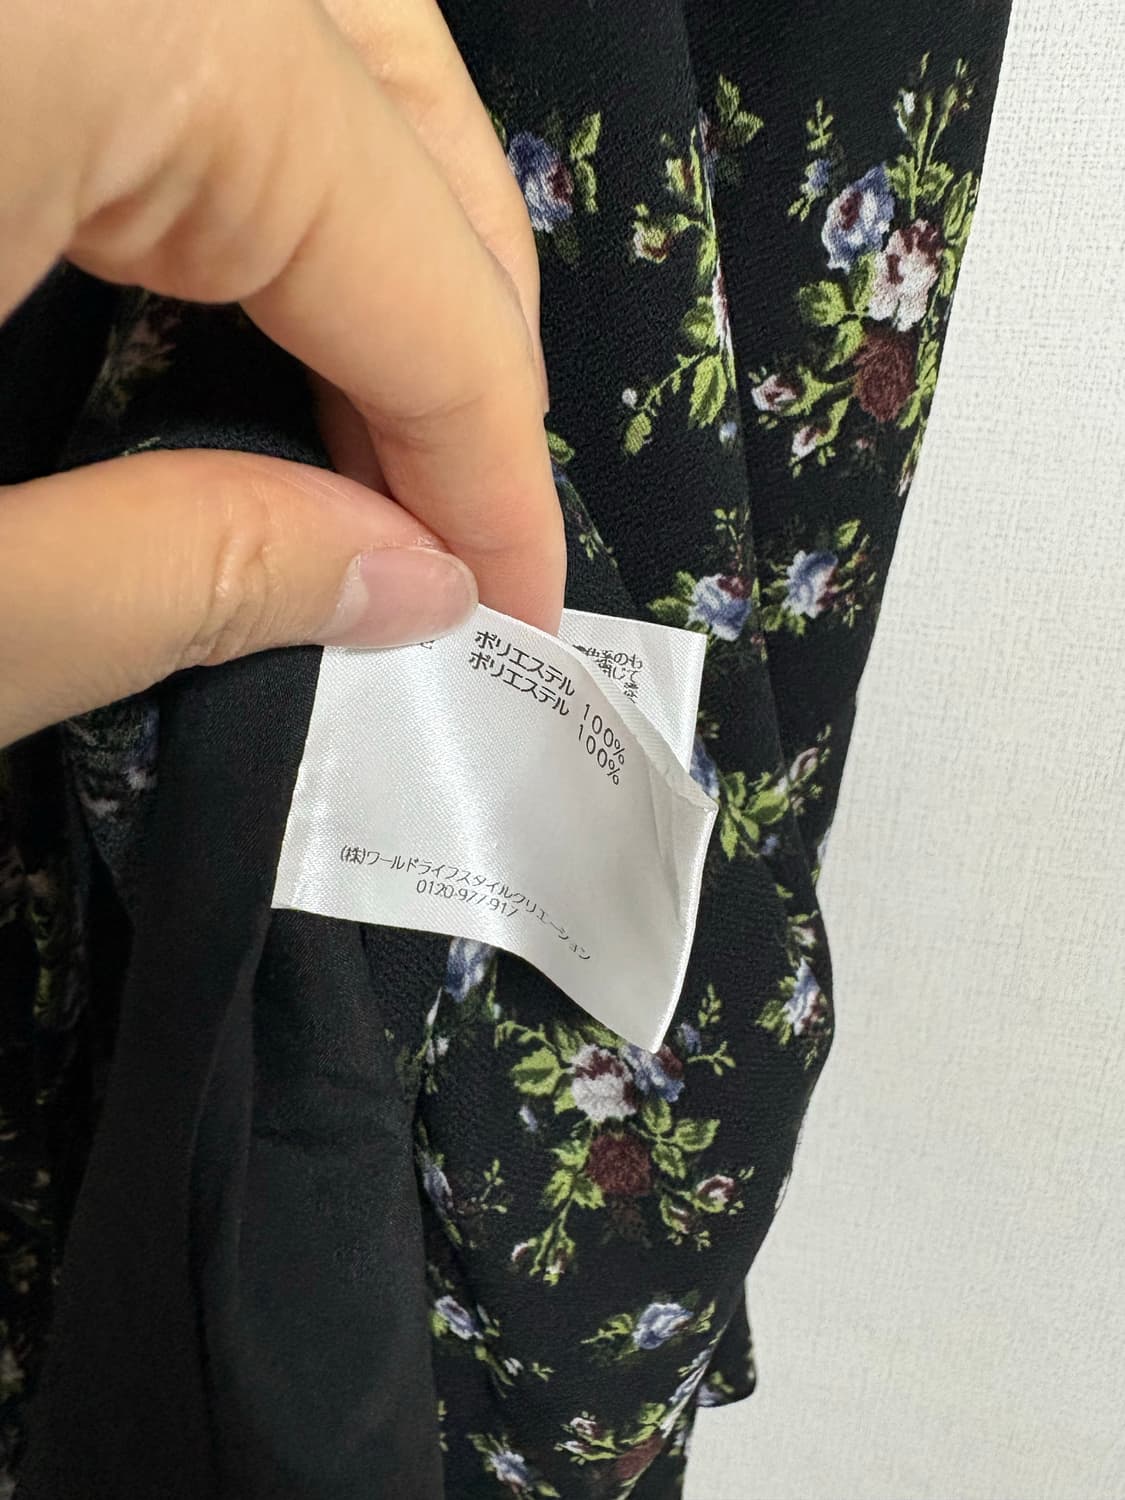 ポリエステル 100%
ポリエステル 100%
(株)ワールドライフスタイルクリエーション
0120-977-917